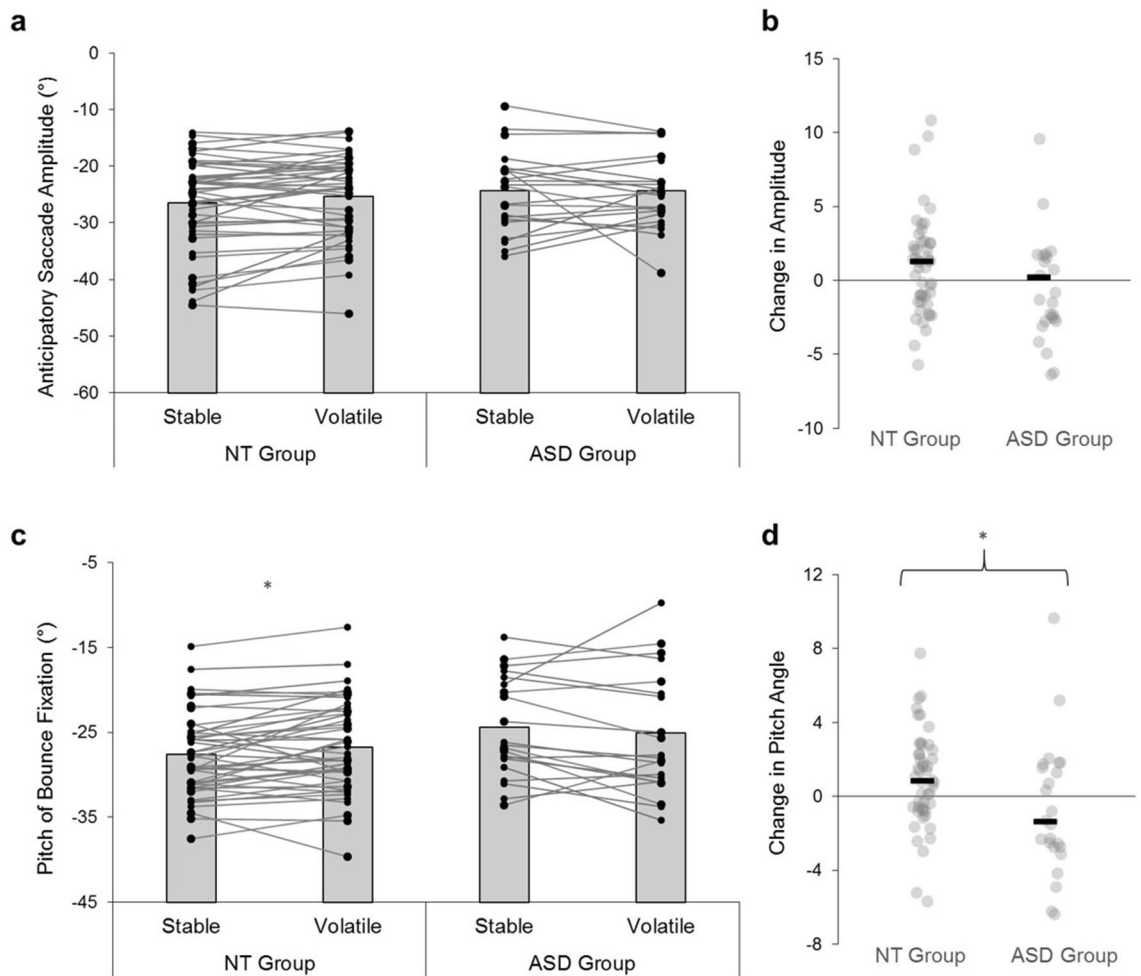 a
0
-10
-20
-30
-40
-50
-60
Anticipatory Saccade Amplitude (°)
Stable Volatile Stable Volatile
NT Group ASD Group
b
15
10
5
0
-5
-10
Change in Amplitude
NT Group ASD Group
c
-5
-15
-25
-35
-45
Pitch of Bounce Fixation (°)
*
Stable Volatile Stable Volatile
NT Group ASD Group
d
*
12
8
4
0
-4
-8
Change in Pitch Angle
NT Group ASD Group